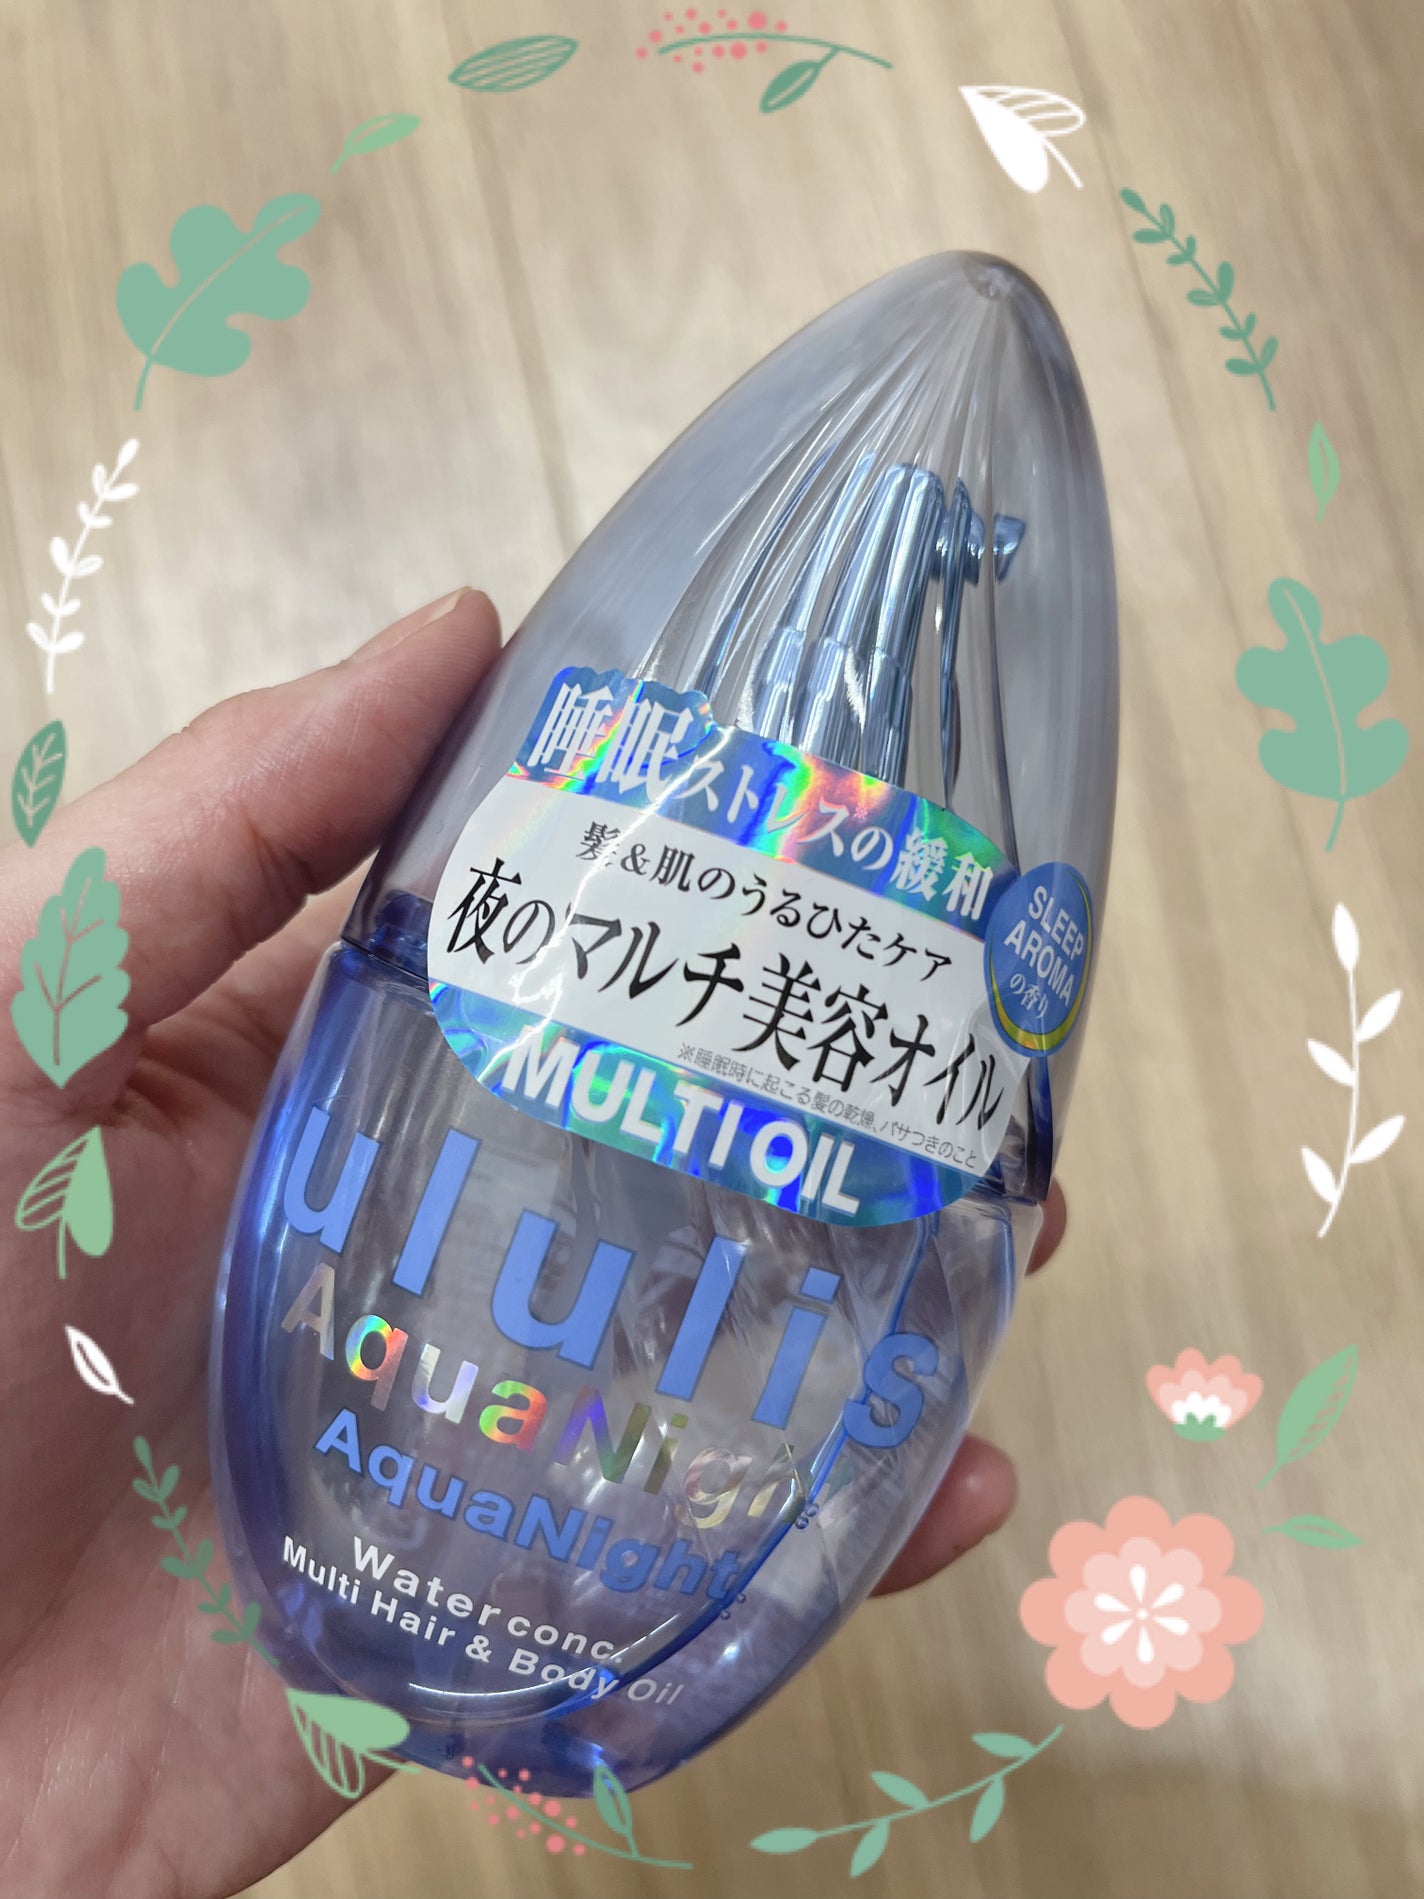 睡眠ストレスの緩和
髪&肌のうるひたケア
夜のマルチ美容オイル
※睡眠時に起こる髪の乾燥、パサつきのこと
MULTI OIL
SLEEP
AROMA
の香り
ululis
AquaNight
AquaNight
Water conc.
Multi Hair & Body Oil